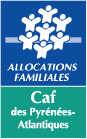 ALLOCATIONS
FAMILIALES
Caf
des Pyrénées-
Atlantiques